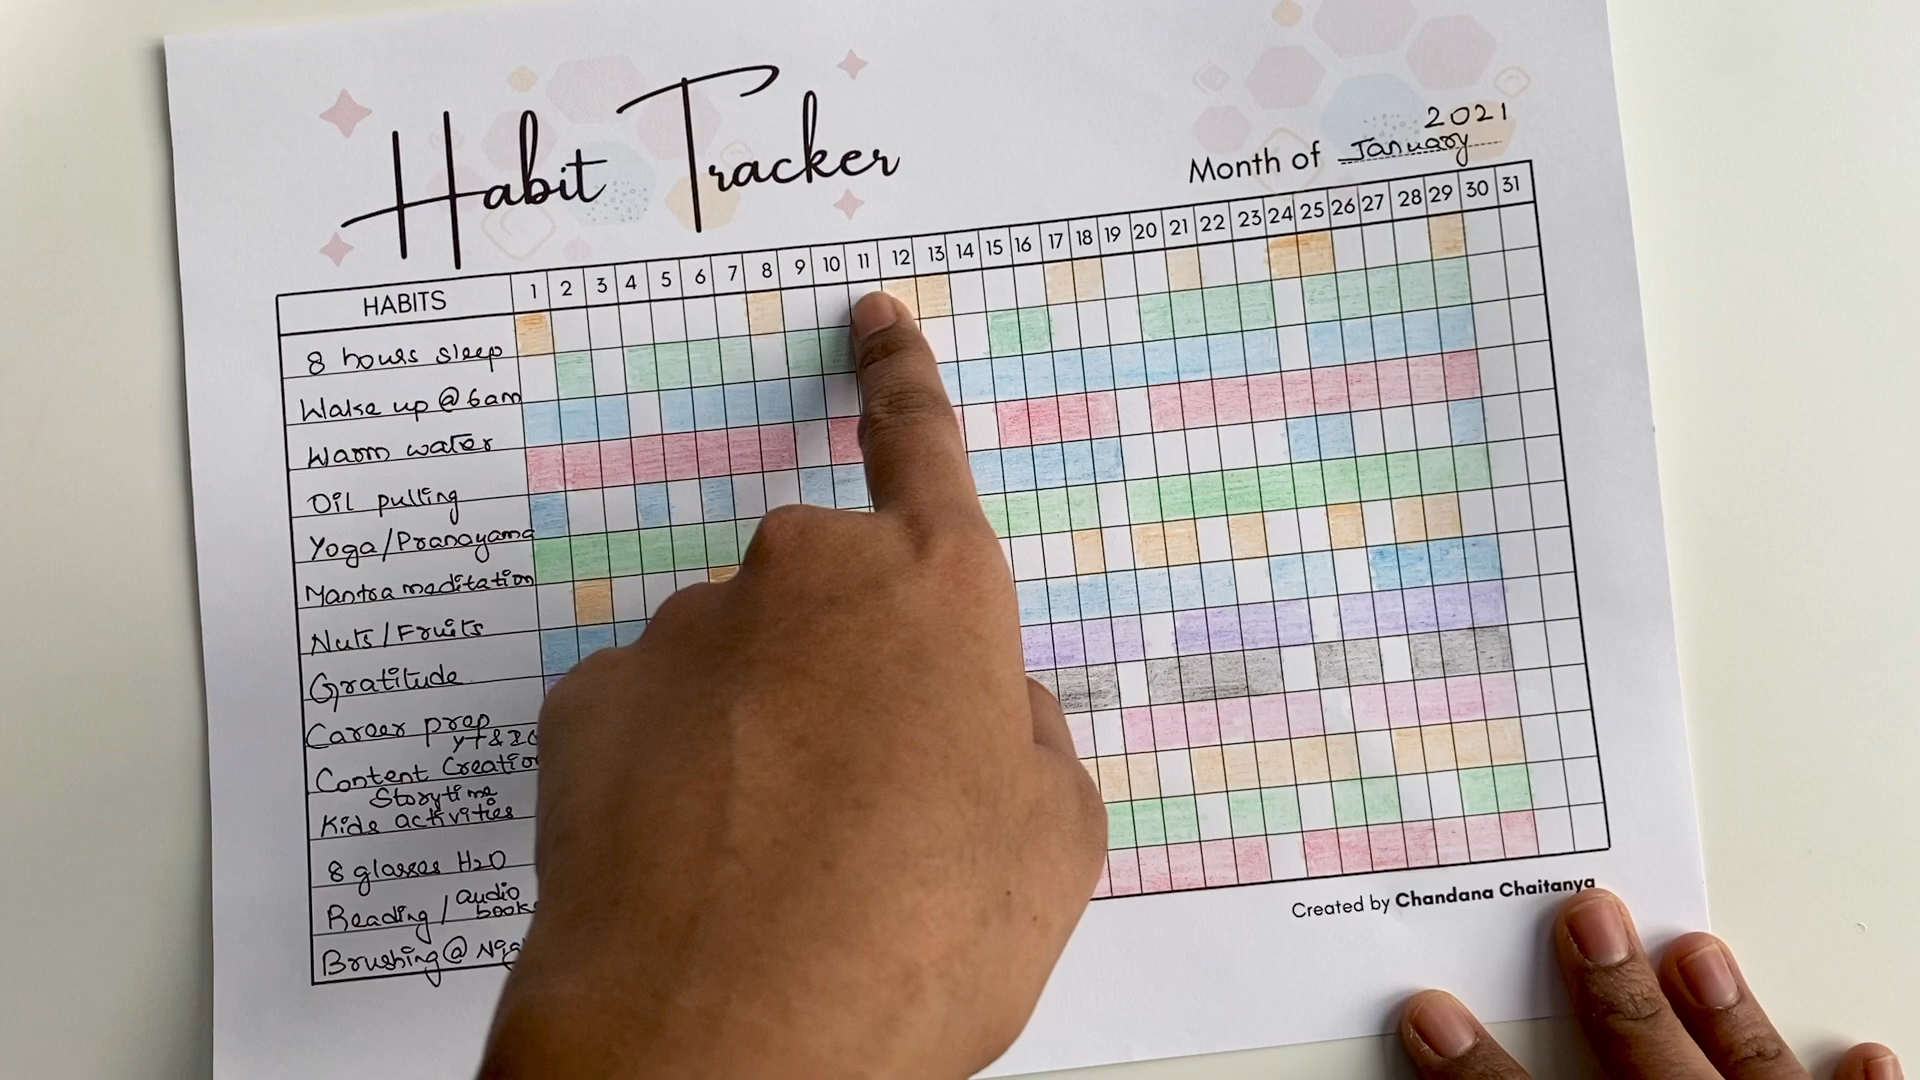 Habit Tracker
2021
Month of January
HABITS 1 2 3 4 5 6 7 8 9 10 11 12 13 14 15 16 17 18 19 20 21 22 23 24 25 26 27 28 29 30 31
8 hours sleep
Wake up @ 6am
Warm water
Oil pulling
Yoga/Pranayama
Mantra meditation
Nuts/Fruits
Gratitude
Career prep
YT &
Content Creation
Storytime
Kids activities
8 glasses H2O
Reading / audio
books
Brushing @
Created by Chandana Chaitanya